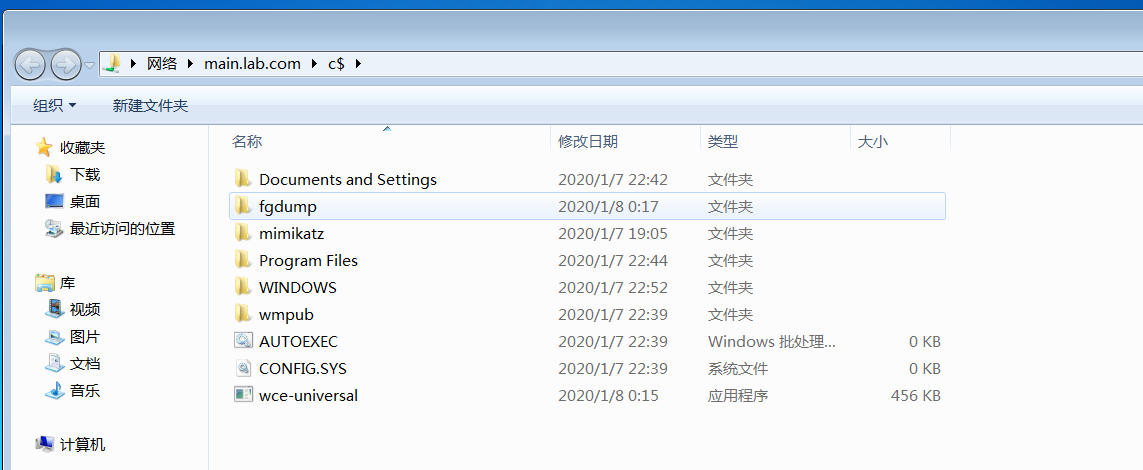 网络 main.lab.com c$
组织 新建文件夹
收藏夹
下载
桌面
最近访问的位置
库
视频
图片
文档
音乐
计算机
名称 修改日期 类型 大小
Documents and Settings 2020/1/7 22:42 文件夹
fgdump 2020/1/8 0:17 文件夹
mimikatz 2020/1/7 19:05 文件夹
Program Files 2020/1/7 22:44 文件夹
WINDOWS 2020/1/7 22:52 文件夹
wmpub 2020/1/7 22:39 文件夹
AUTOEXEC 2020/1/7 22:39 Windows 批处理... 0 KB
CONFIG.SYS 2020/1/7 22:39 系统文件 0 KB
wce-universal 2020/1/8 0:15 应用程序 456 KB